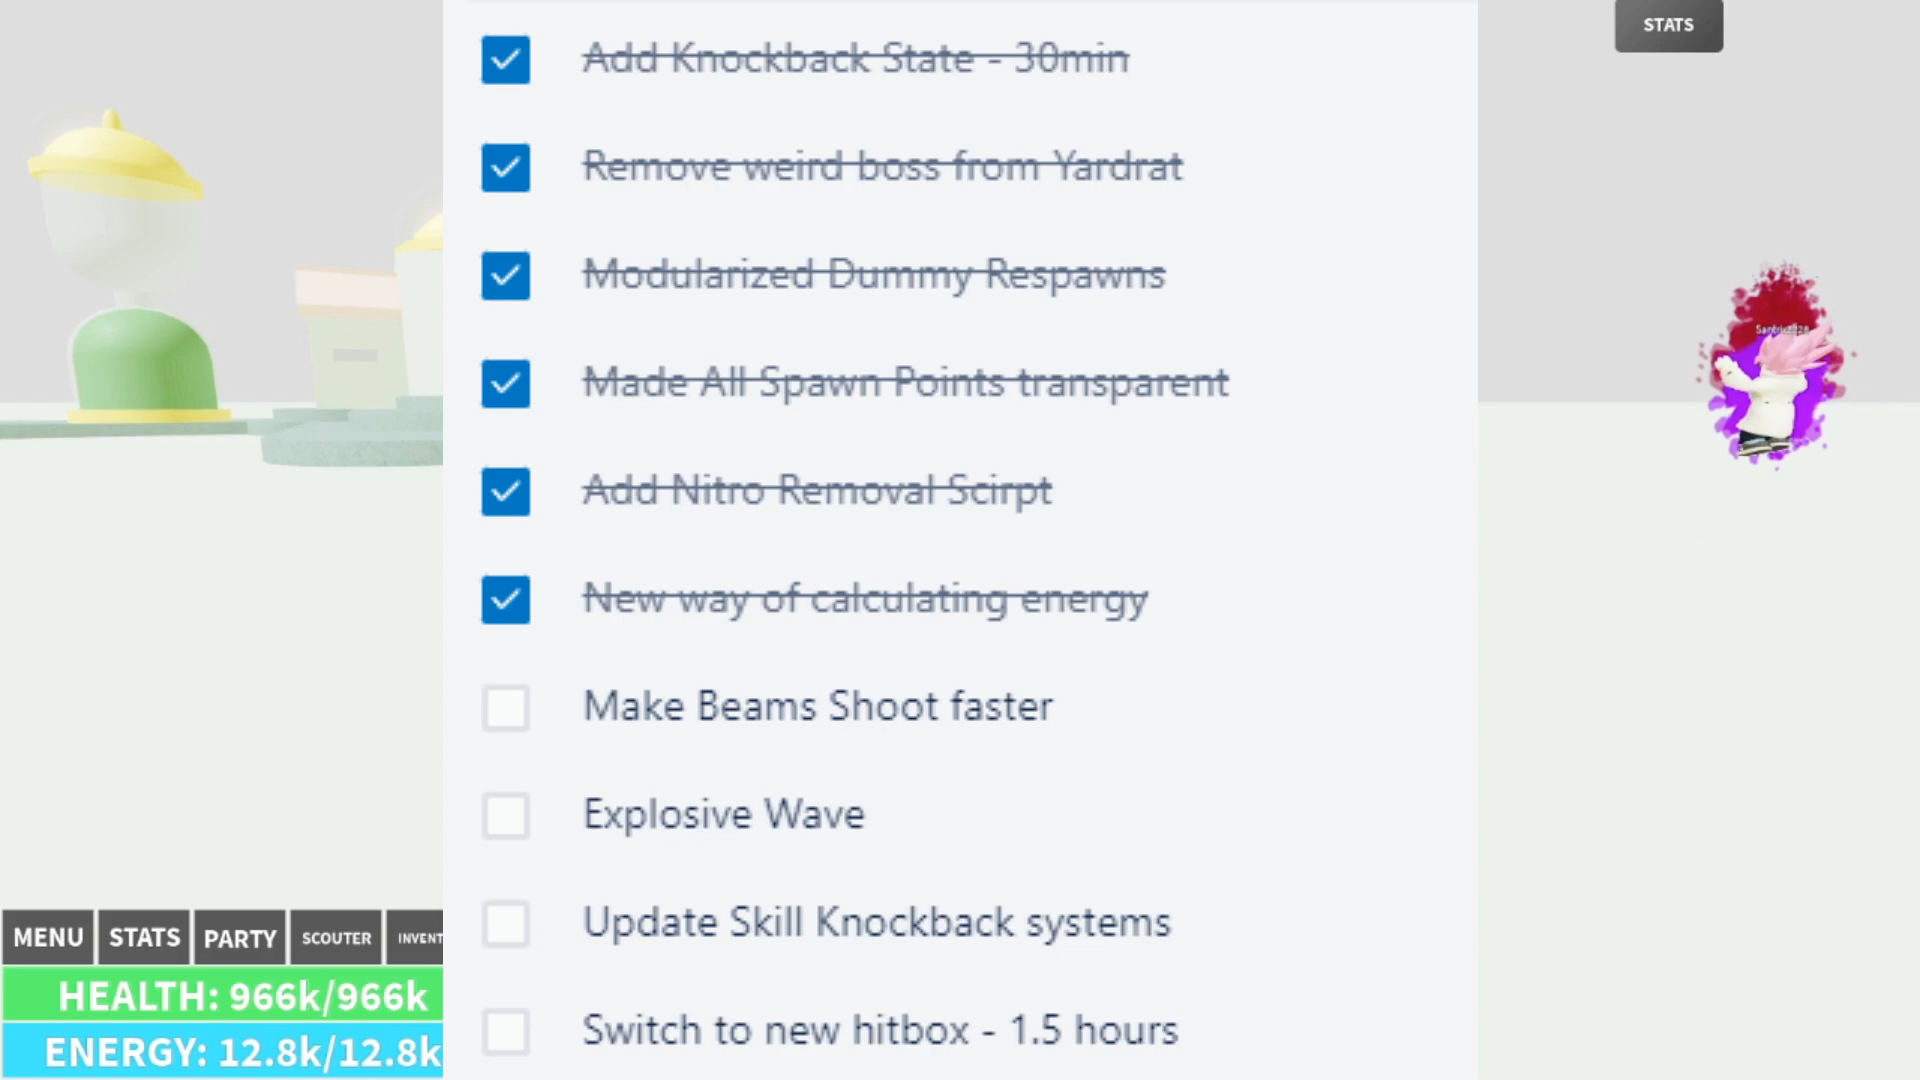 STATS
Add Knockback State - 30min
Remove weird boss from Yardrat
Modularized Dummy Respawns
Made All Spawn Points transparent
Add Nitro Removal Scirpt
New way of calculating energy
Make Beams Shoot faster
Explosive Wave
Update Skill Knockback systems
Switch to new hitbox - 1.5 hours
MENU STATS PARTY SCOUTER INVENT
HEALTH: 966k/966k
ENERGY: 12.8k/12.8k